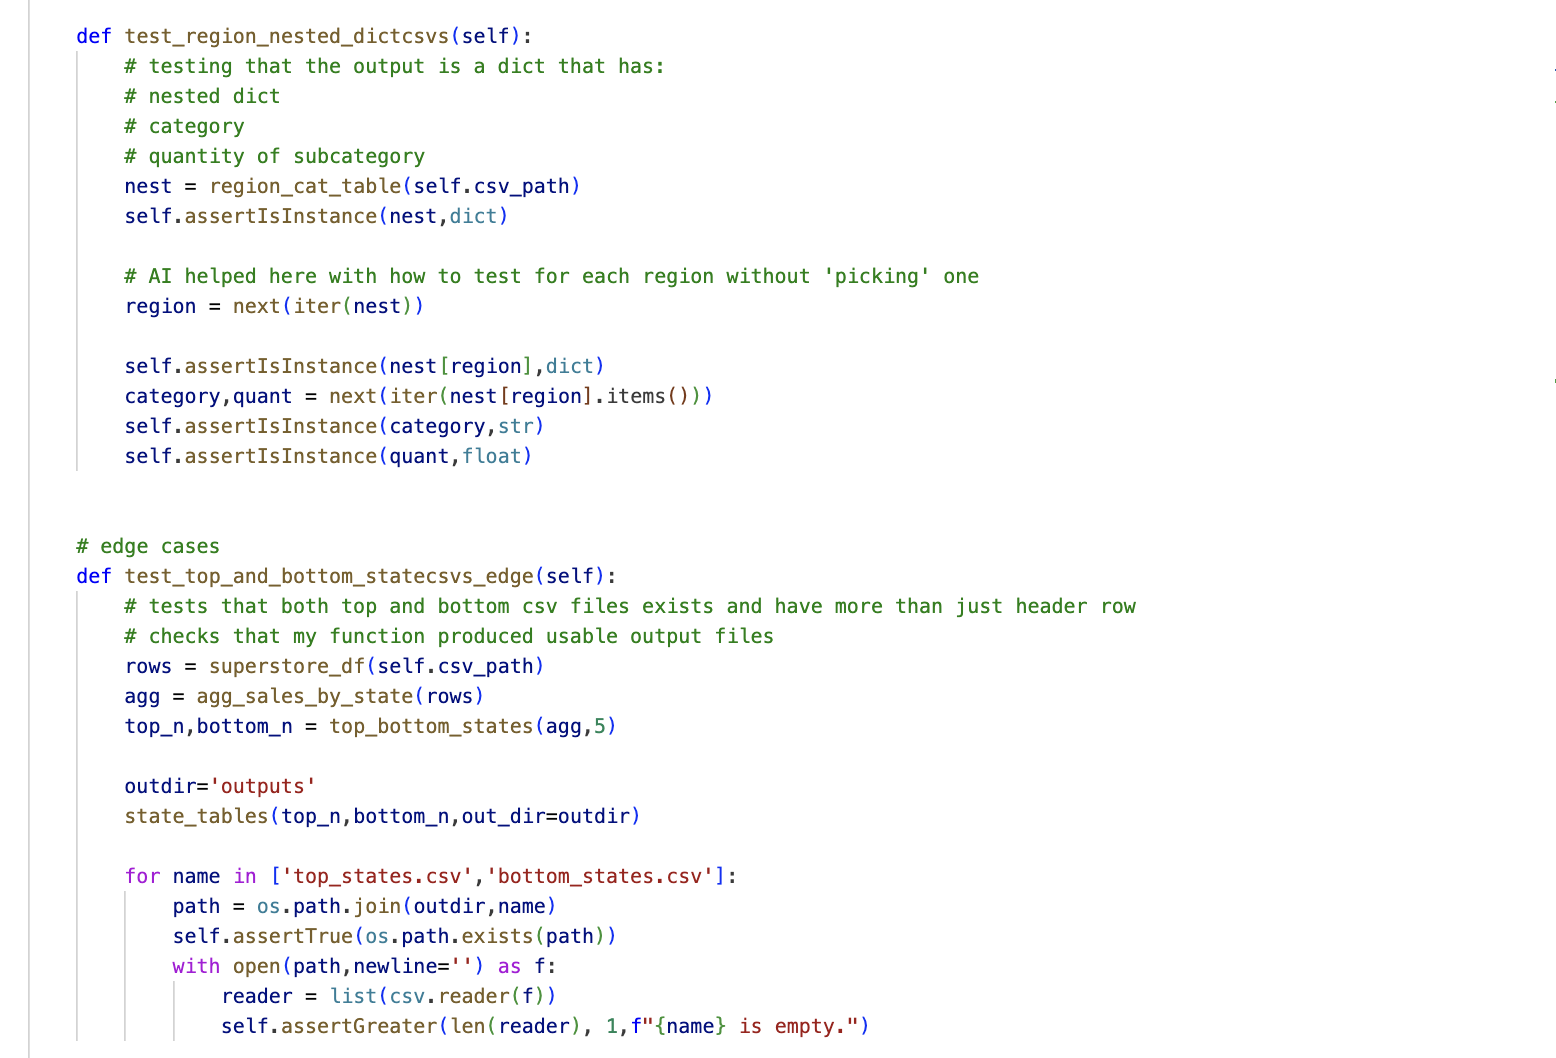 def test_region_nested_dictcsvs(self):
# testing that the output is a dict that has:
# nested dict
# category
# quantity of subcategory
nest = region_cat_table(self.csv_path)
self.assertIsInstance(nest,dict)
# AI helped here with how to test for each region without 'picking' one
region = next(iter(nest))
self.assertIsInstance(nest[region],dict)
category,quant = next(iter(nest[region].items()))
self.assertIsInstance(category,str)
self.assertIsInstance(quant,float)
# edge cases
def test_top_and_bottom_statecsvs_edge(self):
# tests that both top and bottom csv files exists and have more than just header row
# checks that my function produced usable output files
rows = superstore_df(self.csv_path)
agg = agg_sales_by_state(rows)
top_n,bottom_n = top_bottom_states(agg,5)
outdir='outputs'
state_tables(top_n,bottom_n,out_dir=outdir)
for name in ['top_states.csv','bottom_states.csv']:
path = os.path.join(outdir,name)
self.assertTrue(os.path.exists(path))
with open(path,newline='') as f:
reader = list(csv.reader(f))
self.assertGreater(len(reader), 1,f"{name} is empty.")